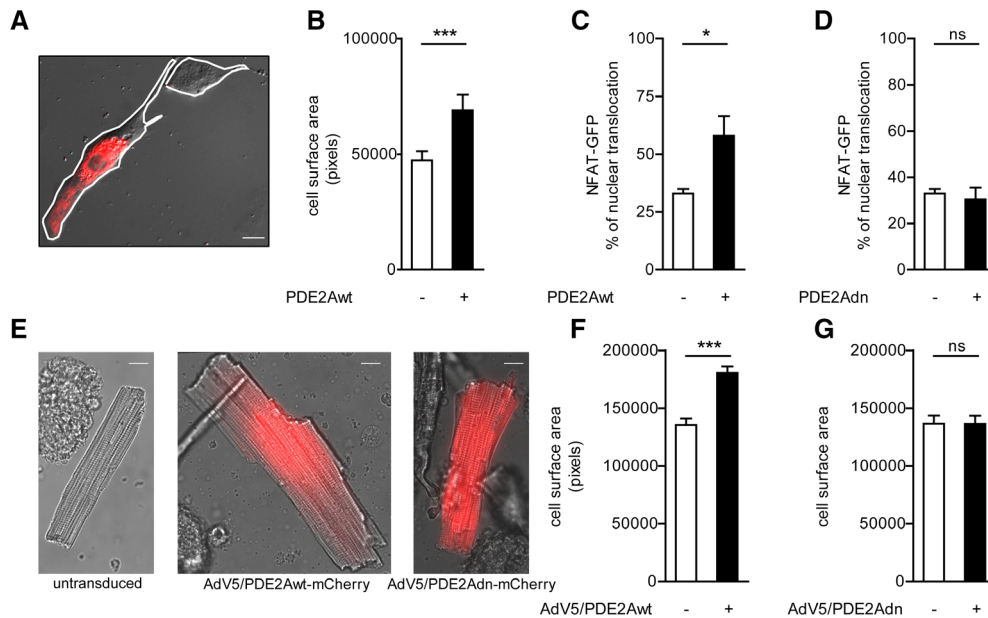 A
B
100000
50000
0
cell surface area
(pixels)
***
PDE2Awt
-
+
C
100
75
50
25
0
NFAT-GFP
% of nuclear translocation
*
PDE2Awt
-
+
D
100
80
60
40
20
0
NFAT-GFP
% of nuclear translocation
ns
PDE2Adn
-
+
E
untransduced
AdV5/PDE2Awt-mCherry
AdV5/PDE2Adn-mCherry
F
200000
150000
100000
50000
0
cell surface area
(pixels)
***
AdV5/PDE2Awt
-
+
G
200000
150000
100000
50000
0
cell surface area
ns
AdV5/PDE2Adn
-
+